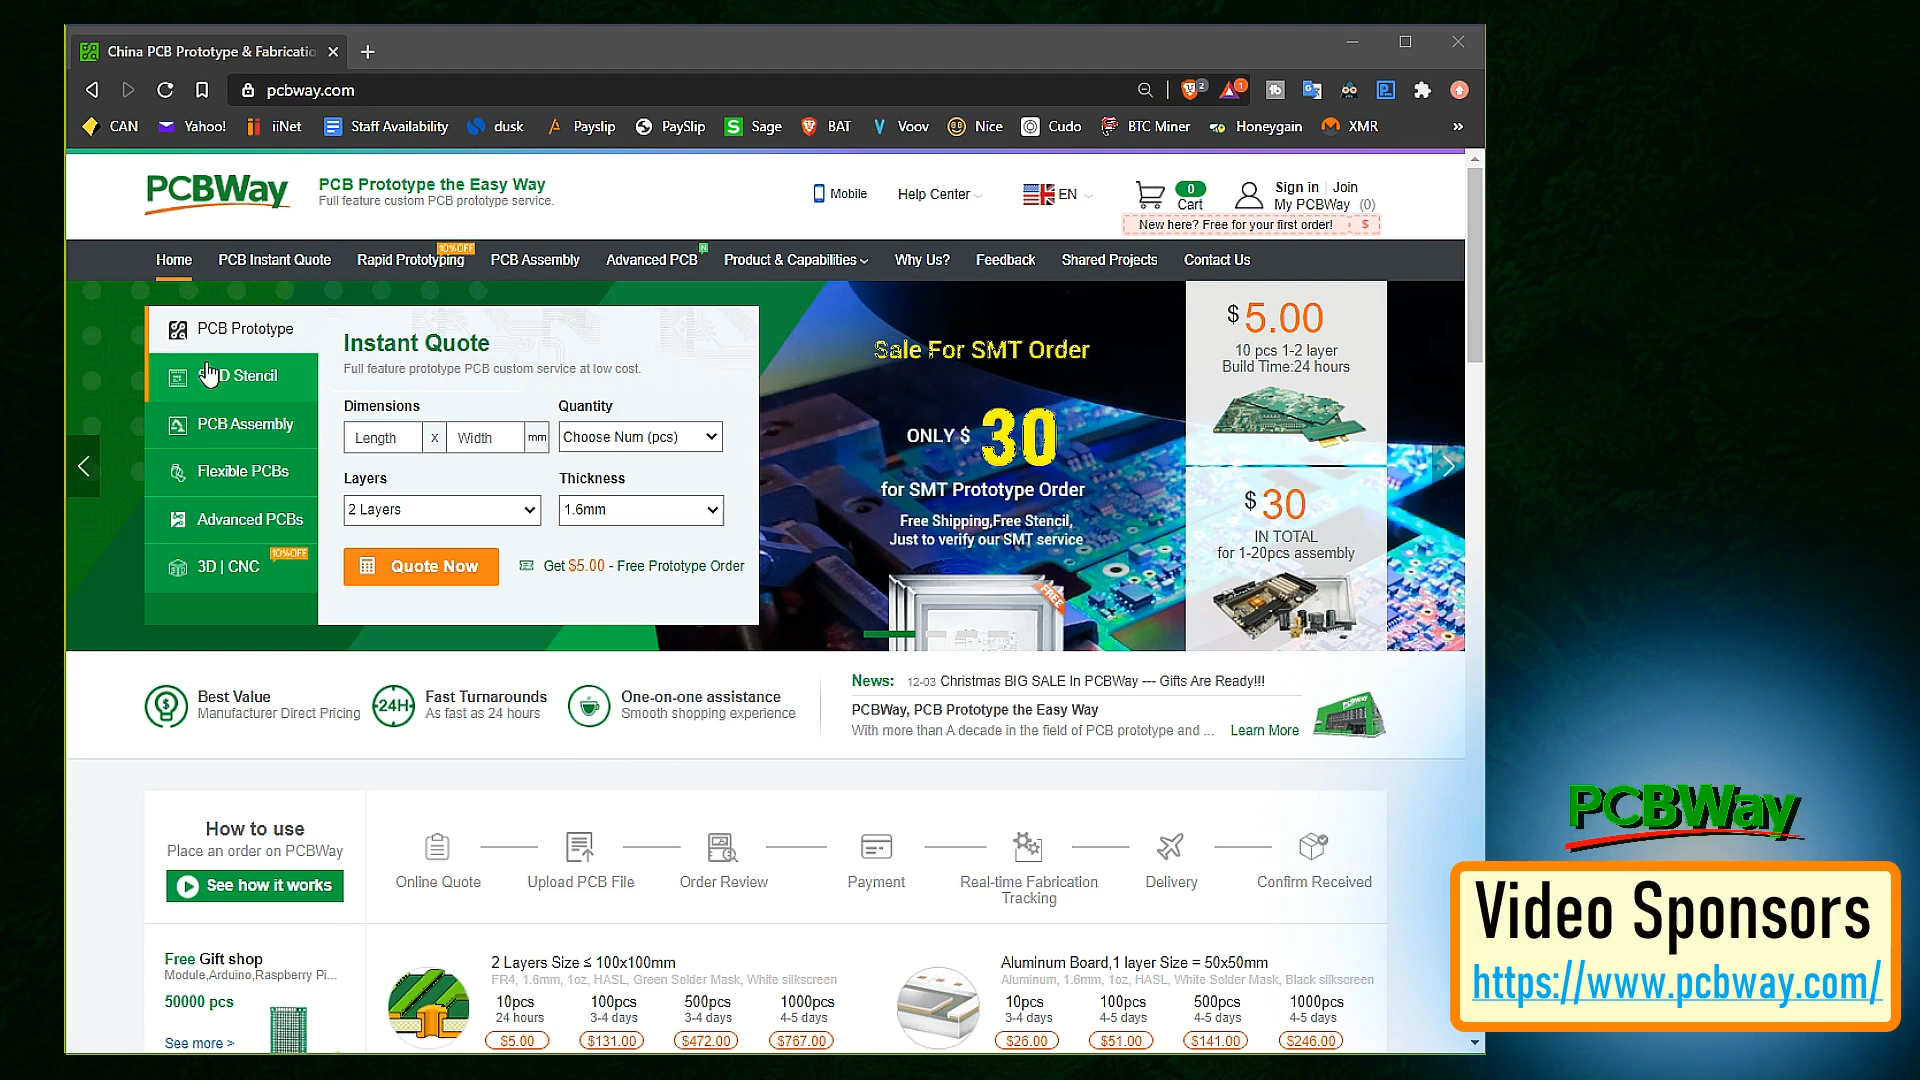 China PCB Prototype & Fabricatio
pcbway.com
2
1
CAN
Yahoo!
iiNet
Staff Availability
dusk
Payslip
PaySlip
Sage
BAT
Voov
Nice
Cudo
BTC Miner
Honeygain
XMR
»
PCBWay
PCB Prototype the Easy Way
Full feature custom PCB prototype service.
Mobile
Help Center
EN
0
Cart
Sign in | Join
My PCBWay (0)
New here? Free for your first order! $
Home
PCB Instant Quote
Rapid Prototyping
10%OFF
PCB Assembly
Advanced PCB
N
Product & Capabilities
Why Us?
Feedback
Shared Projects
Contact Us
PCB Prototype
D Stencil
PCB Assembly
Flexible PCBs
Advanced PCBs
3D | CNC
10%OFF
Instant Quote
Full feature prototype PCB custom service at low cost.
Dimensions
Quantity
Length x Width mm
Choose Num (pcs)
Layers
Thickness
2 Layers
1.6mm
Quote Now
Get $5.00 - Free Prototype Order
Sale For SMT Order
ONLY $ 30
for SMT Prototype Order
Free Shipping,Free Stencil,
Just to verify our SMT service
FREE
$ 5.00
10 pcs 1-2 layer
Build Time:24 hours
$ 30
IN TOTAL
for 1-20pcs assembly
Best Value
Manufacturer Direct Pricing
24H
Fast Turnarounds
As fast as 24 hours
One-on-one assistance
Smooth shopping experience
News: 12-03 Christmas BIG SALE In PCBWay --- Gifts Are Ready!!!
PCBWay, PCB Prototype the Easy Way
With more than A decade in the field of PCB prototype and ... Learn More
How to use
Place an order on PCBWay
See how it works
Online Quote
Upload PCB File
Order Review
Payment
Real-time Fabrication
Tracking
Delivery
Confirm Received
Free Gift shop
Module,Arduino,Raspberry Pi...
50000 pcs
See more >
2 Layers Size ≤ 100x100mm
FR4, 1.6mm, 1oz, HASL, Green Solder Mask, White silkscreen
10pcs 100pcs 500pcs 1000pcs
24 hours 3-4 days 3-4 days 4-5 days
$5.00 $131.00 $472.00 $767.00
Aluminum Board,1 layer Size = 50x50mm
Aluminum, 1.6mm, 1oz, HASL, White Solder Mask, Black silkscreen
10pcs 100pcs 500pcs 1000pcs
3-4 days 4-5 days 4-5 days 4-5 days
$26.00 $51.00 $141.00 $246.00
PCBWay
Video Sponsors
https://www.pcbway.com/